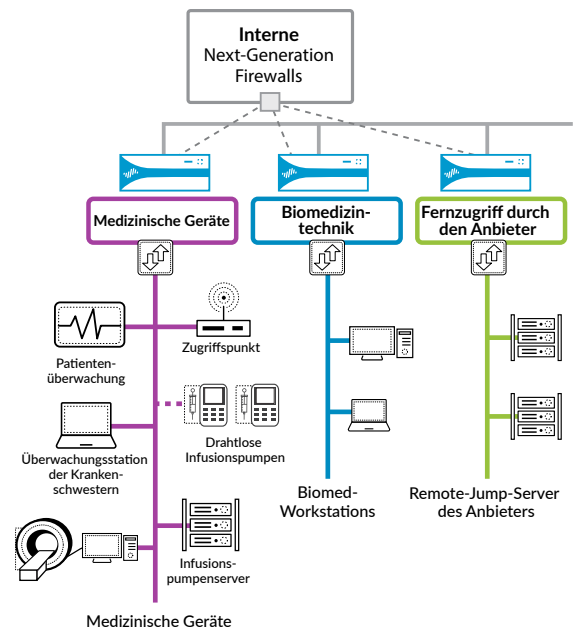 Interne
Next-Generation
Firewalls
Medizinische Geräte
Biomedizin-
technik
Fernzugriff durch
den Anbieter
Patienten-
überwachung
Zugriffspunkt
Überwachungsstation
der Kranken-
schwestern
Drahtlose
Infusionspumpen
Infusions-
pumpenserver
Medizinische Geräte
Biomed-
Workstations
Remote-Jump-Server
des Anbieters